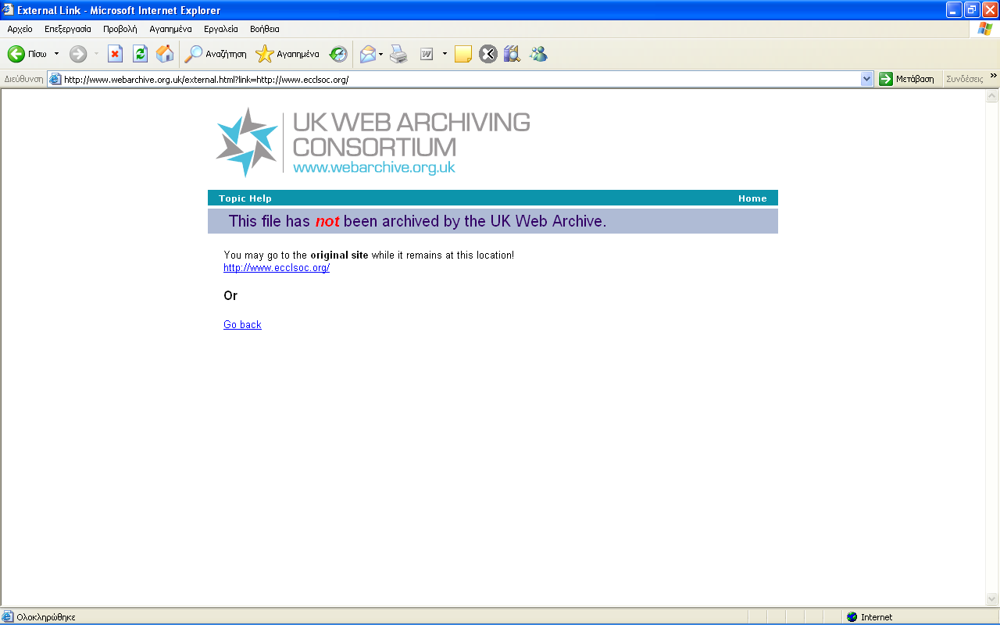 External Link - Microsoft Internet Explorer
Αρχείο Επεξεργασία Προβολή Αγαπημένα Εργαλεία Βοήθεια
Πίσω Αναζήτηση Αγαπημένα W
Διεύθυνση http://www.webarchive.org.uk/external.html?link=http://www.ecclsoc.org/ Μετάβαση Συνδέσεις »
UK WEB ARCHIVING
CONSORTIUM
www.webarchive.org.uk
Topic Help Home
This file has not been archived by the UK Web Archive.
You may go to the original site while it remains at this location!
http://www.ecclsoc.org/
Or
Go back
Ολοκληρώθηκε Internet